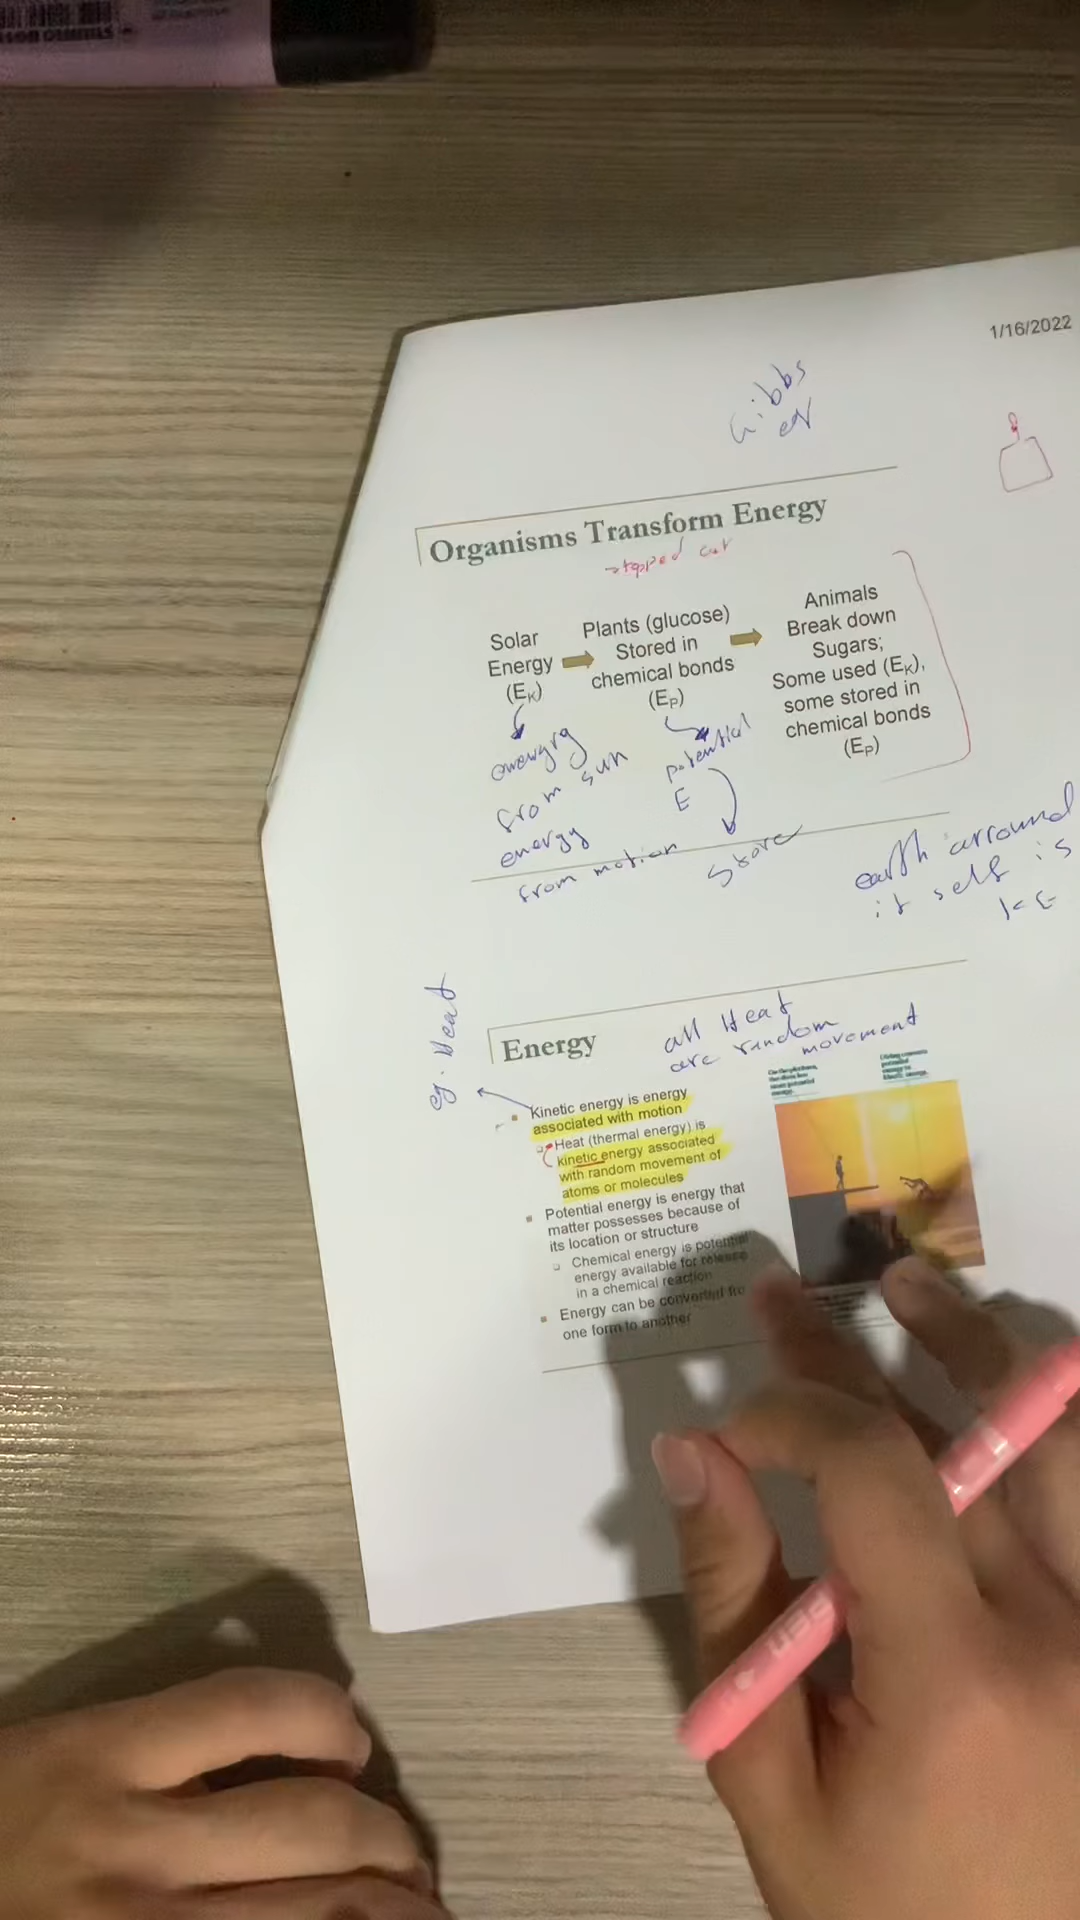 1/16/2022
Gibbs
Organisms Transform Energy
Solar
Energy
(EK)
Plants (glucose)
Stored in
chemical bonds
(EP)
Animals
Break down
Sugars;
Some used (EK),
some stored in
chemical bonds
(EP)
from sun
energy
from motion
potential
E
store
earth arround
it self is
KE
eg. Heat
Energy
all Heat
are random
movement
Kinetic energy is energy
associated with motion
Heat (thermal energy) is
kinetic energy associated
with random movement of
atoms or molecules
Potential energy is energy that
matter possesses because of
its location or structure
Chemical energy is potential
energy available for release
in a chemical reaction
Energy can be converted
one form to another